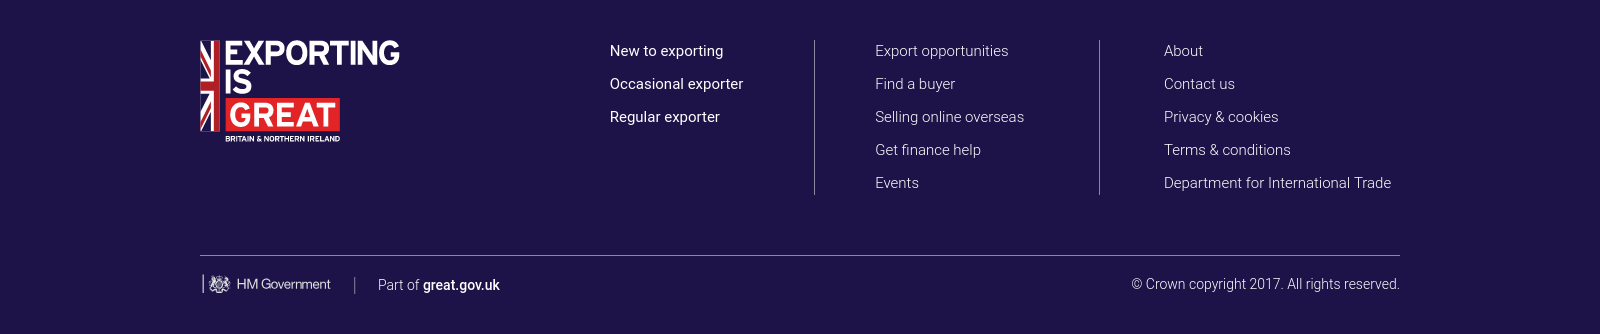 EXPORTING
IS
GREAT
BRITAIN & NORTHERN IRELAND
New to exporting
Occasional exporter
Regular exporter
Export opportunities
Find a buyer
Selling online overseas
Get finance help
Events
About
Contact us
Privacy & cookies
Terms & conditions
Department for International Trade
HM Government
Part of great.gov.uk
© Crown copyright 2017. All rights reserved.